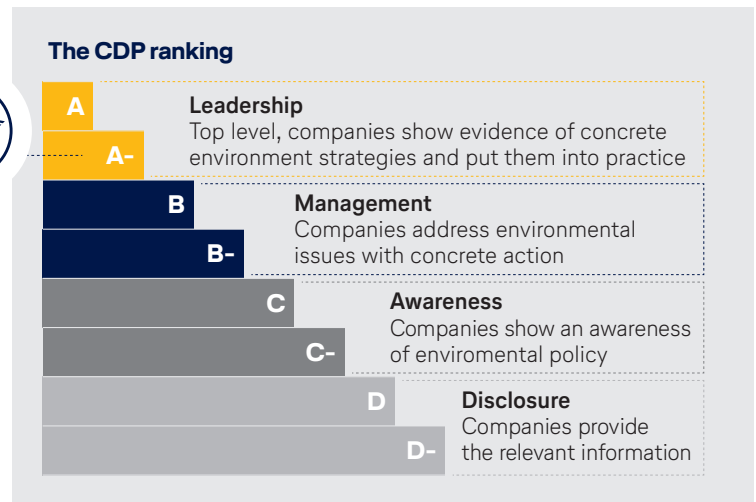 The CDP ranking
A
Leadership
Top level, companies show evidence of concrete
environment strategies and put them into practice
A-
B
Management
Companies address environmental
issues with concrete action
B-
C
Awareness
Companies show an awareness
of enviromental policy
C-
D
Disclosure
Companies provide
the relevant information
D-